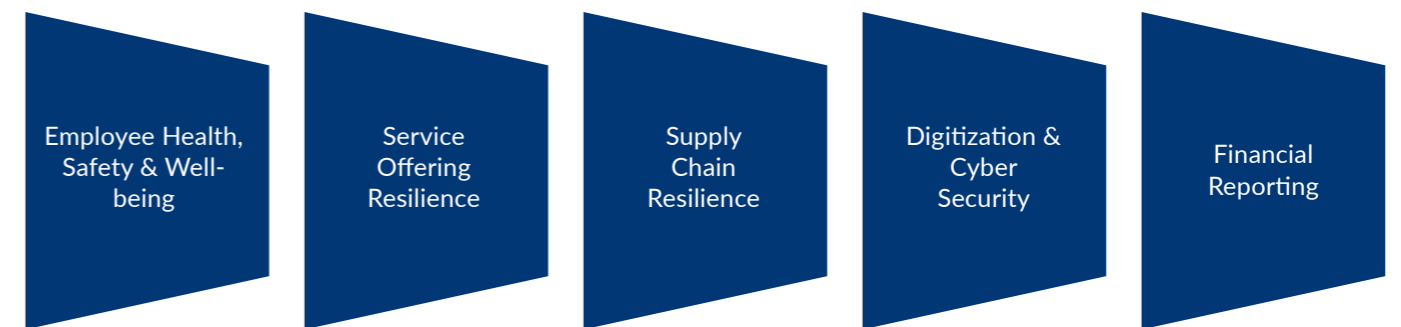 Employee Health,
Safety & Well-
being
Service
Offering
Resilience
Supply
Chain
Resilience
Digitization &
Cyber
Security
Financial
Reporting